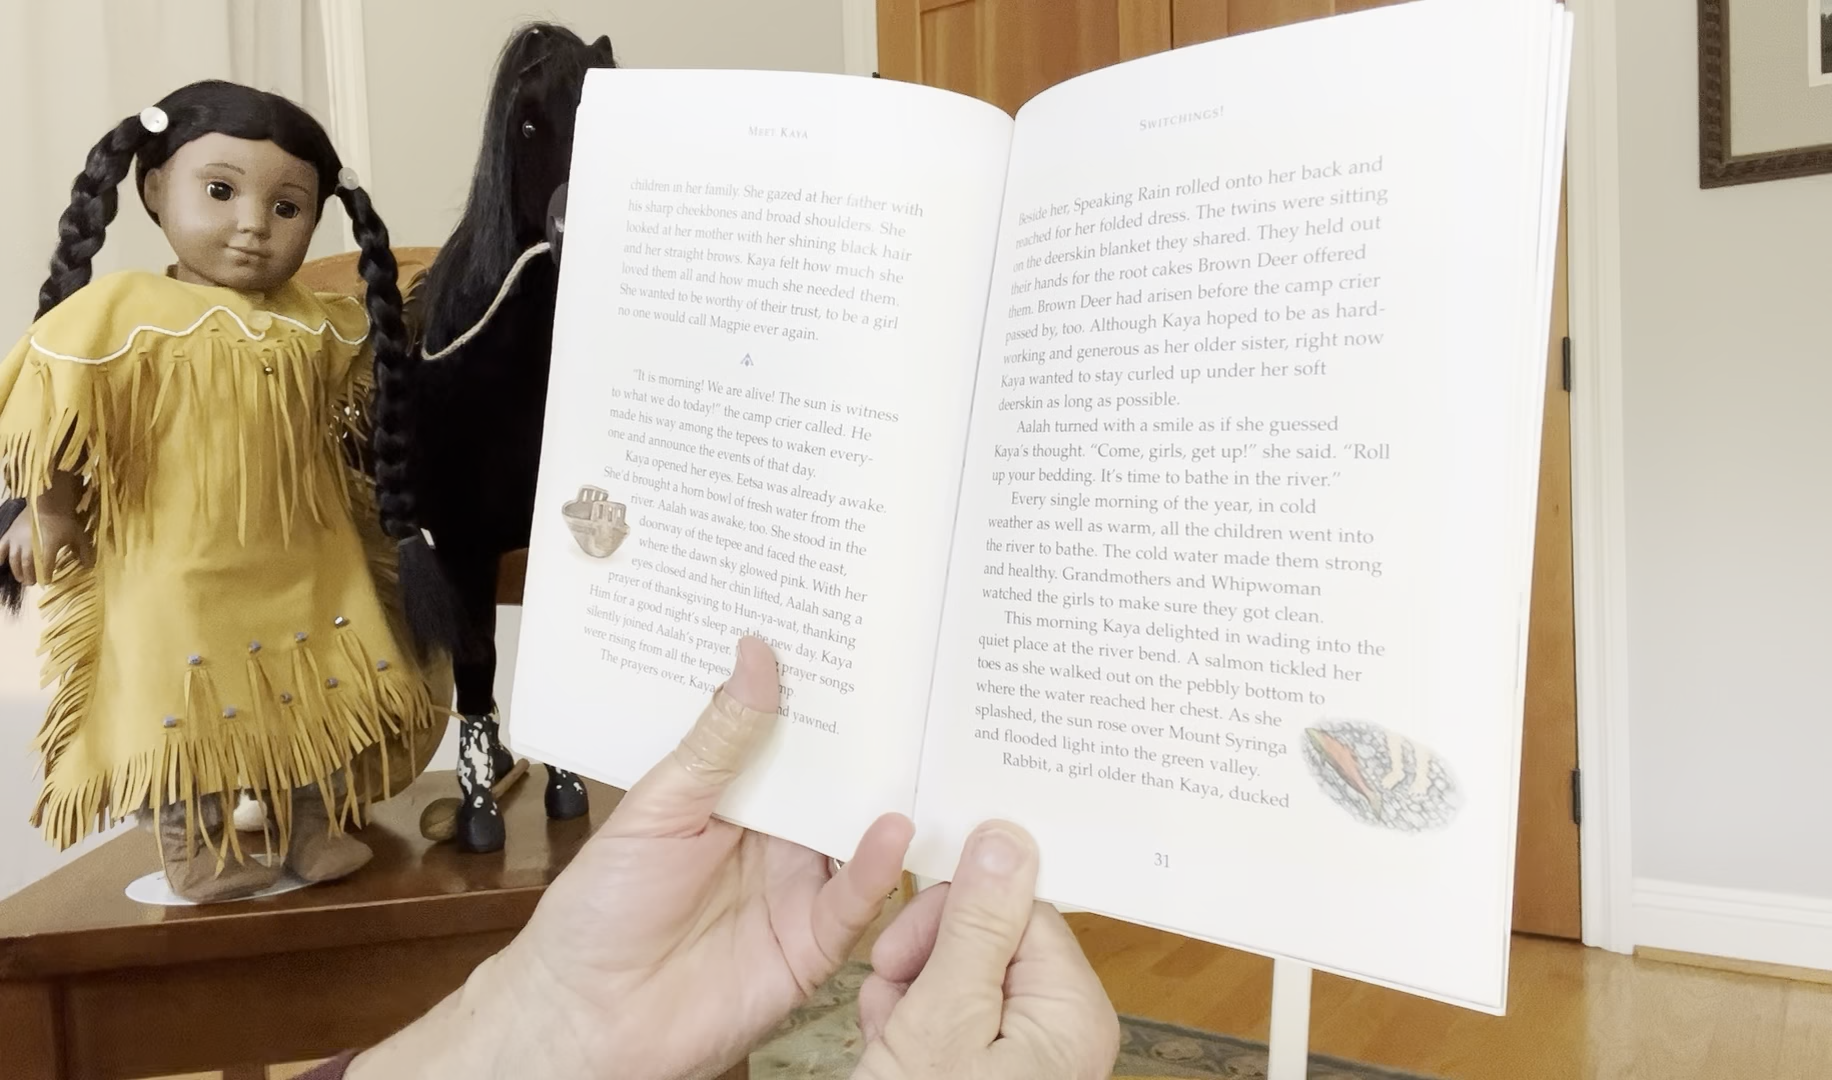 MEET KAYA
children in her family. She gazed at her father with
his sharp cheekbones and broad shoulders. She
looked at her mother with her shining black hair
and her straight brows. Kaya felt how much she
loved them all and how much she needed them.
She wanted to be worthy of their trust, to be a girl
no one would call Magpie ever again.
"It is morning! We are alive! The sun is witness
to what we do today!" the camp crier called. He
made his way among the tepees to waken every-
one and announce the events of that day.
Kaya opened her eyes. Eetsa was already awake.
She'd brought a horn bowl of fresh water from the
river. Aalah was awake, too. She stood in the
doorway of the tepee and faced the east,
where the dawn sky glowed pink. With her
eyes closed and her chin lifted, Aalah sang a
prayer of thanksgiving to Hun-ya-wat, thanking
Him for a good night's sleep and the new day. Kaya
silently joined Aalah's prayer. prayer songs
were rising from all the tepees
The prayers over, Kaya yawned.
SWITCHINGS!
Beside her, Speaking Rain rolled onto her back and
reached for her folded dress. The twins were sitting
on the deerskin blanket they shared. They held out
their hands for the root cakes Brown Deer offered
them. Brown Deer had arisen before the camp crier
passed by, too. Although Kaya hoped to be as hard-
working and generous as her older sister, right now
Kaya wanted to stay curled up under her soft
deerskin as long as possible.
Aalah turned with a smile as if she guessed
Kaya's thought. "Come, girls, get up!" she said. "Roll
up your bedding. It's time to bathe in the river."
Every single morning of the year, in cold
weather as well as warm, all the children went into
the river to bathe. The cold water made them strong
and healthy. Grandmothers and Whipwoman
watched the girls to make sure they got clean.
This morning Kaya delighted in wading into the
quiet place at the river bend. A salmon tickled her
toes as she walked out on the pebbly bottom to
where the water reached her chest. As she
splashed, the sun rose over Mount Syringa
and flooded light into the green valley.
Rabbit, a girl older than Kaya, ducked
31